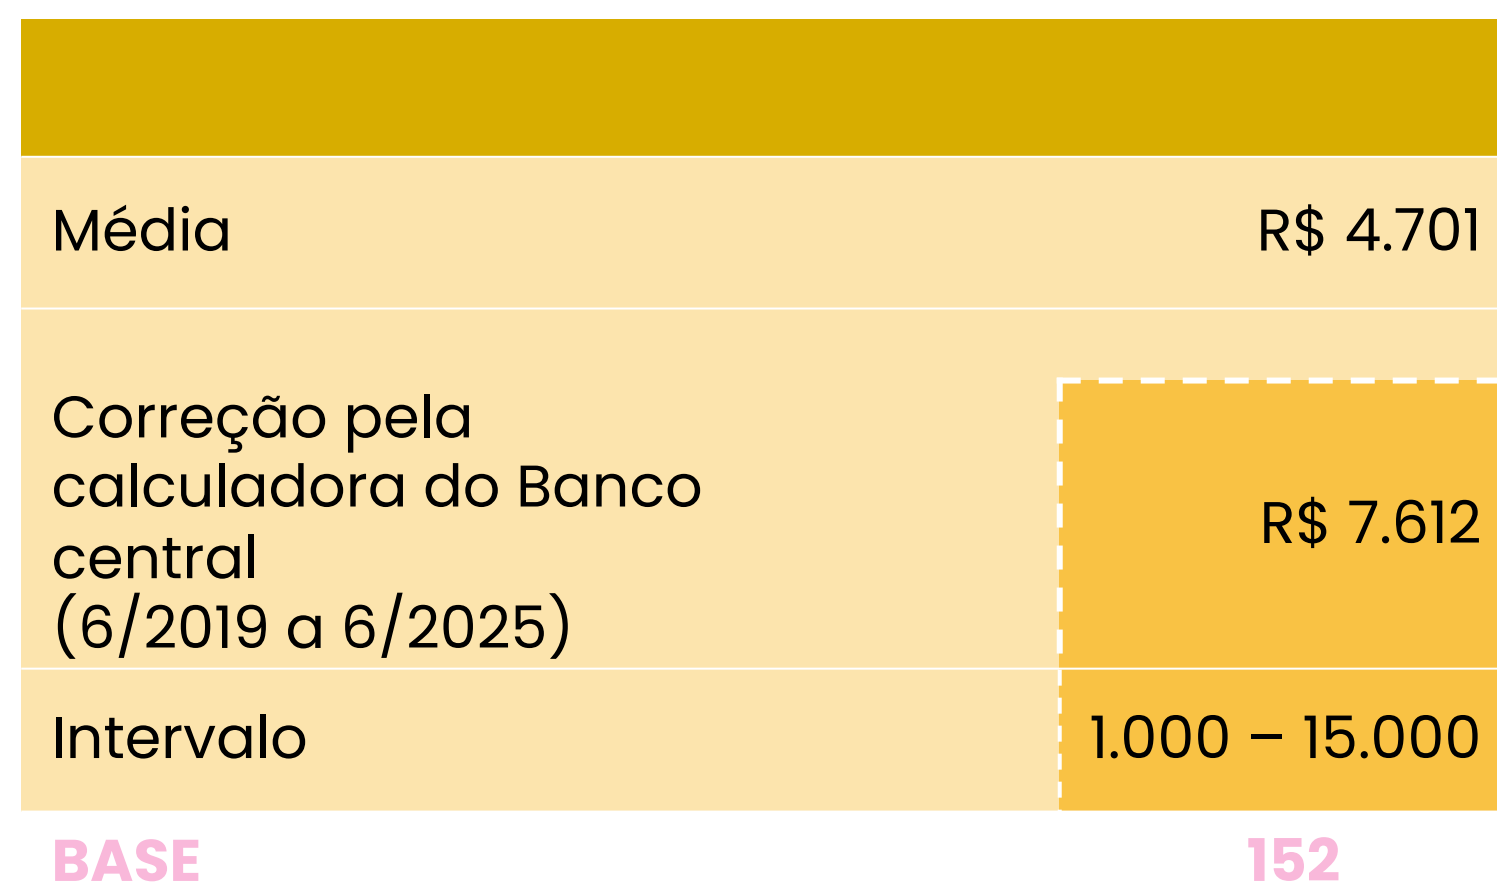 Média R$ 4.701
Correção pela
calculadora do Banco
central
(6/2019 a 6/2025)
R$ 7.612
Intervalo 1.000 – 15.000
BASE 152